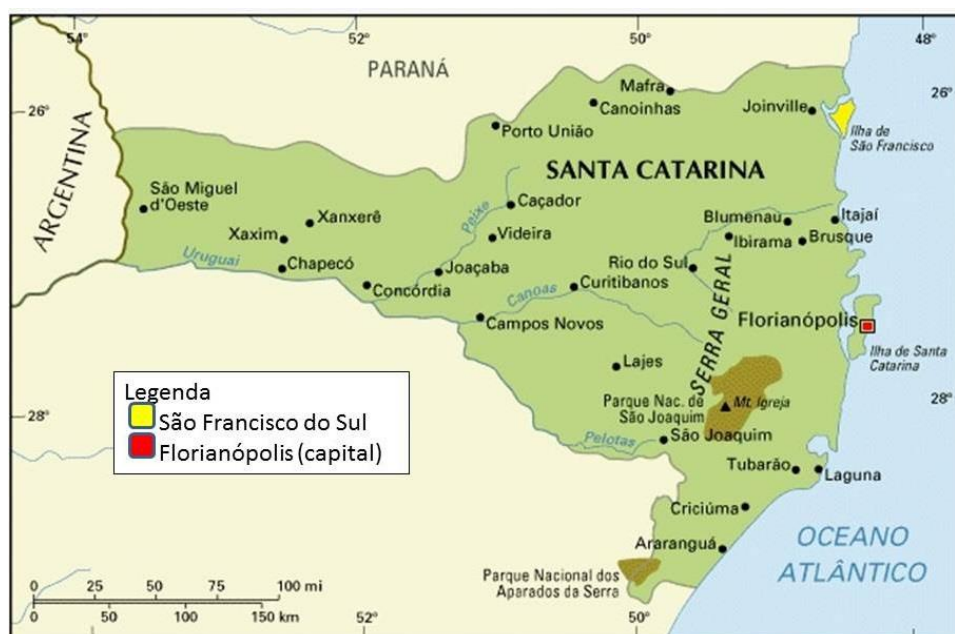 54°
52°
50°
48°
PARANÁ
Mafra
Canoinhas
Joinville
26°
26°
Porto União
Ilha de
São Francisco
ARGENTINA
SANTA CATARINA
São Miguel
d'Oeste
Caçador
Peixe
Xanxerê
Blumenau
Itajaí
Xaxim
Videira
Ibirama
Brusque
Uruguai
Chapecó
Joaçaba
Rio do Sul
Concórdia
Canoas
Curitibanos
SERRA GERAL
Florianópolis
Campos Novos
Ilha de Santa
Catarina
Lajes
Legenda
São Francisco do Sul
Florianópolis (capital)
Parque Nac. de
São Joaquim
Mt. Igreja
28°
28°
Pelotas
São Joaquim
Tubarão
Laguna
Criciúma
Araranguá
OCEANO
ATLÂNTICO
Parque Nacional dos
Aparados da Serra
0 25 50 75 100 mi
0 50 100 150 km
52°
50°